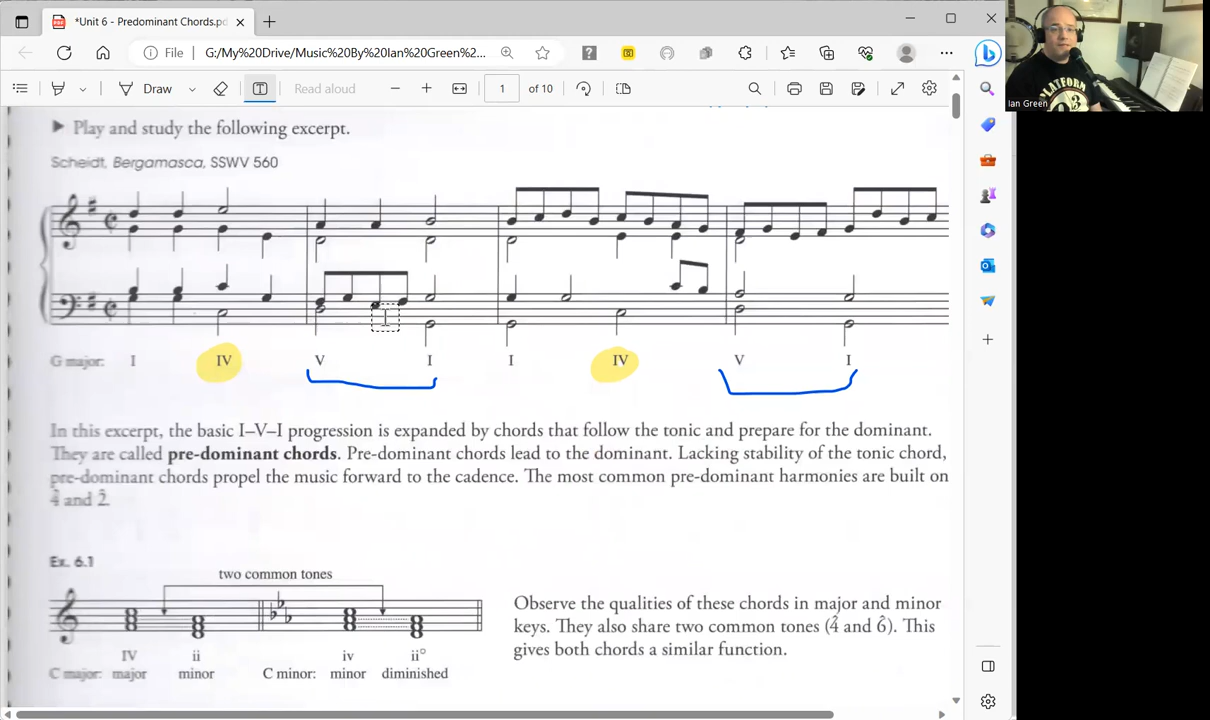 *Unit 6 - Predominant Chords.pd
File G:/My%20Drive/Music%20By%20Ian%20Green%2...
Draw
Read aloud
1 of 10
Ian Green
PLATFORM
▶ Play and study the following excerpt.
Scheidt, Bergamasca, SSWV 560
G major: I IV V I I IV V I
In this excerpt, the basic I–V–I progression is expanded by chords that follow the tonic and prepare for the dominant.
They are called pre-dominant chords. Pre-dominant chords lead to the dominant. Lacking stability of the tonic chord,
pre-dominant chords propel the music forward to the cadence. The most common pre-dominant harmonies are built on
4̂ and 2̂.
Ex. 6.1
two common tones
IV ii iv ii°
C major: major minor C minor: minor diminished
Observe the qualities of these chords in major and minor
keys. They also share two common tones (4̂ and 6̂). This
gives both chords a similar function.